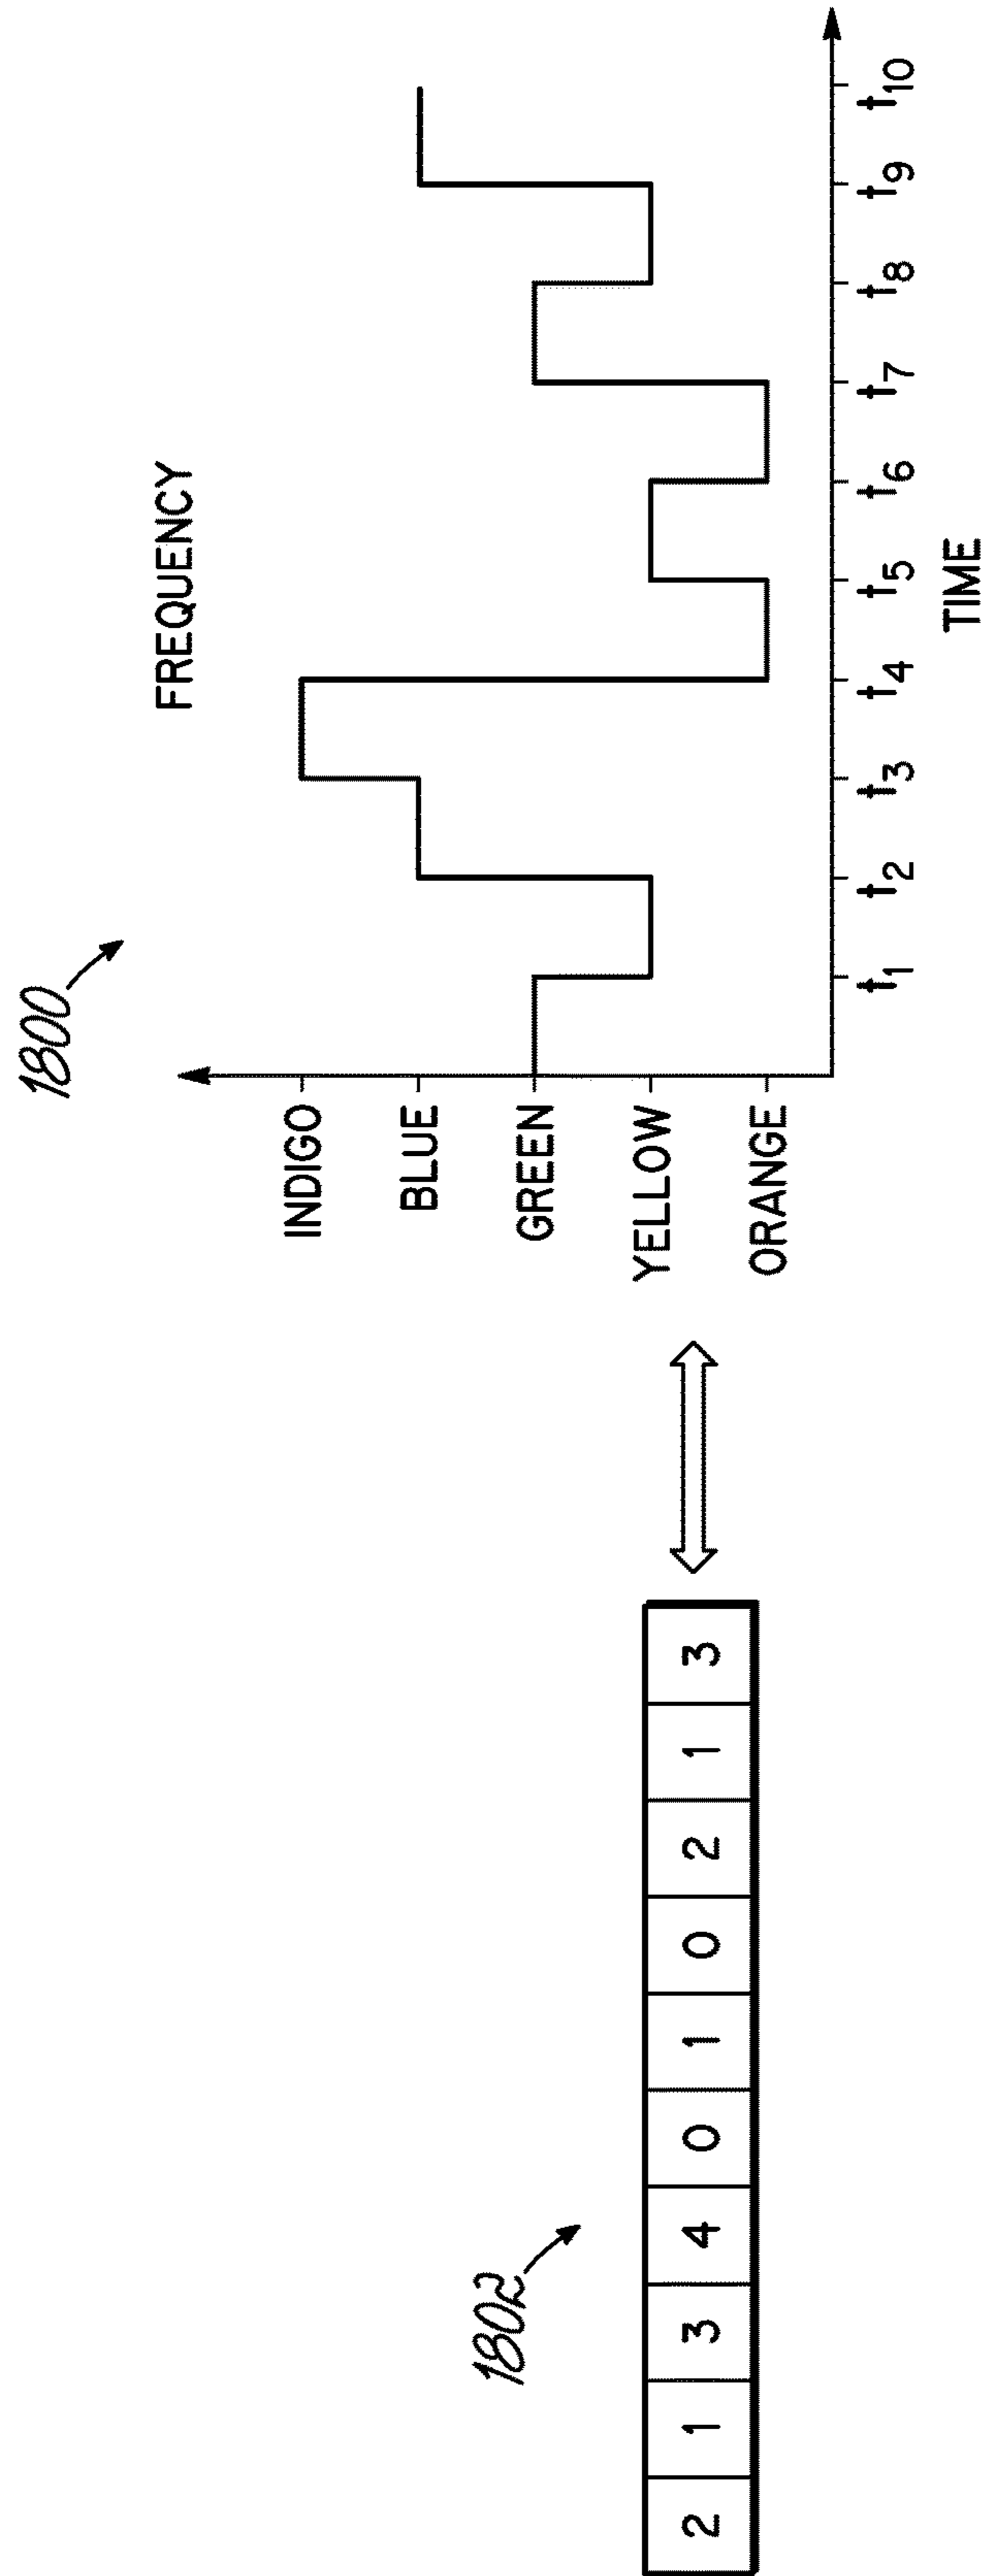 1800
FREQUENCY
INDIGO
BLUE
GREEN
YELLOW
ORANGE
t1 t2 t3 t4 t5 t6 t7 t8 t9 t10
TIME
1802
2 1 3 4 0 1 0 2 1 3